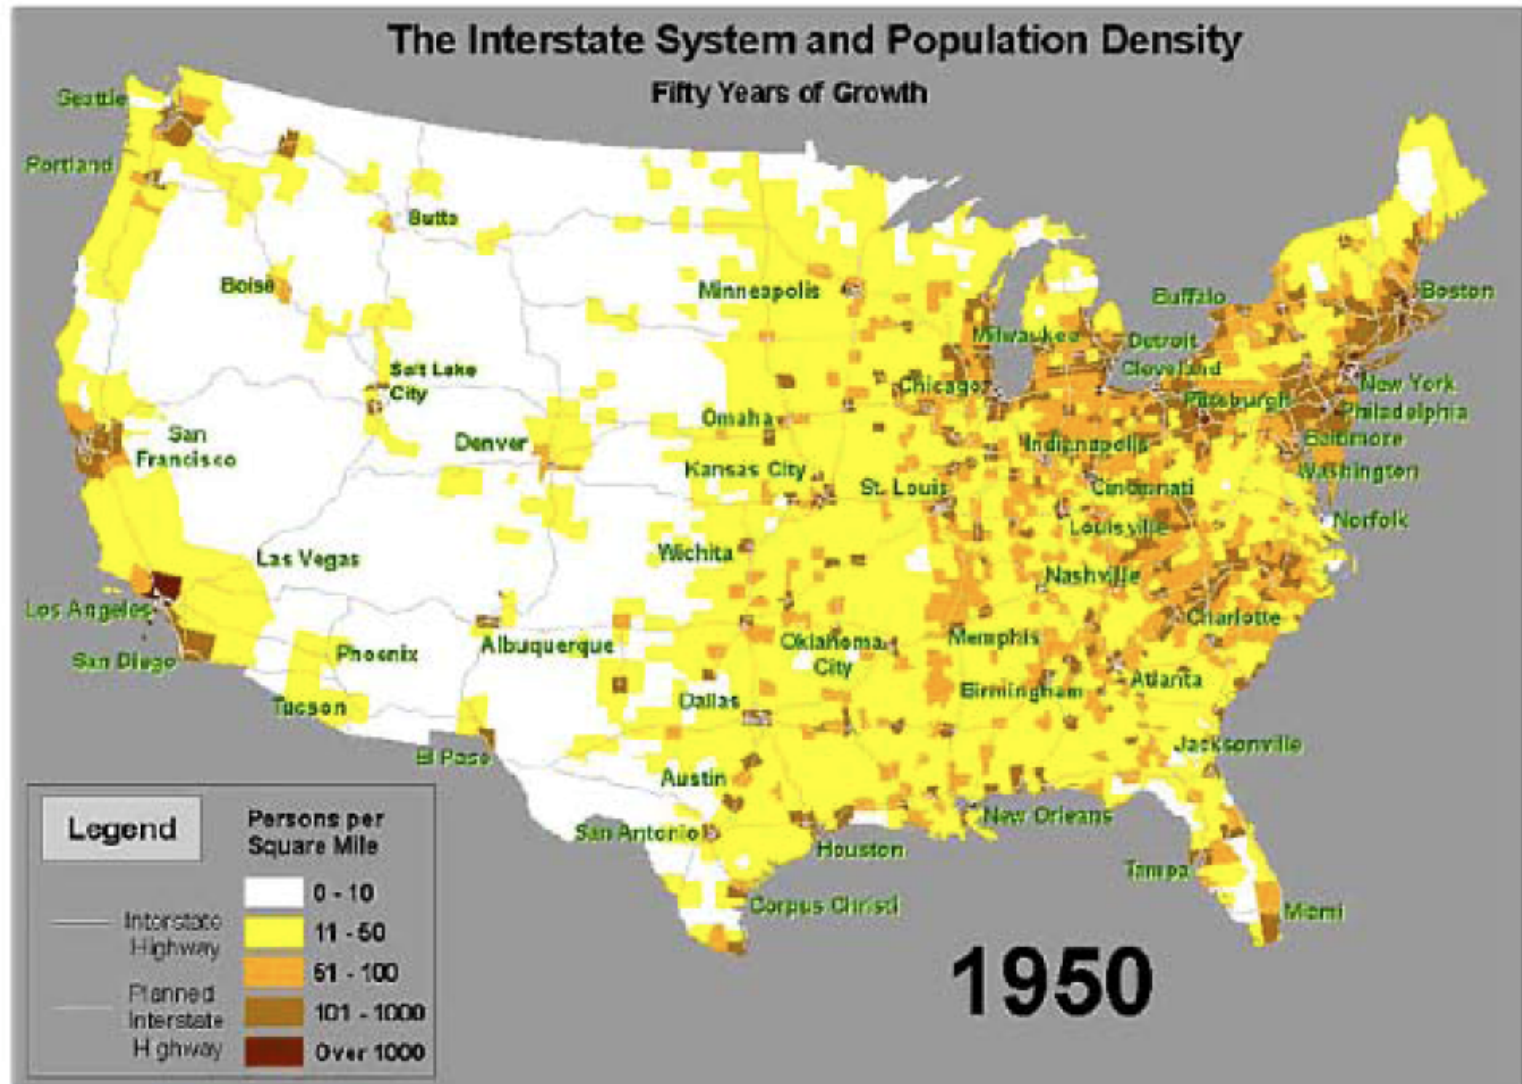 The Interstate System and Population Density
Fifty Years of Growth
Seattle
Portland
Butte
Boise
Minneapolis
Buffalo
Boston
Milwaukee
Detroit
Cleveland
Salt Lake
City
Chicago
New York
Pittsburgh
Philadelphia
Omaha
San
Francisco
Denver
Indianapolis
Baltimore
Kansas City
St. Louis
Washington
Cincinnati
Norfolk
Louisville
Las Vegas
Wichita
Nashville
Los Angeles
Charlotte
San Diego
Phoenix
Albuquerque
Oklahoma
City
Memphis
Tucson
Dallas
Birmingham
Atlanta
El Paso
Austin
Jacksonville
San Antonio
Houston
New Orleans
Tampa
Corpus Christi
Miami
1950
Legend
Persons per
Square Mile
Interstate
Highway
Planned
Interstate
Highway
0 - 10
11 - 50
51 - 100
101 - 1000
Over 1000